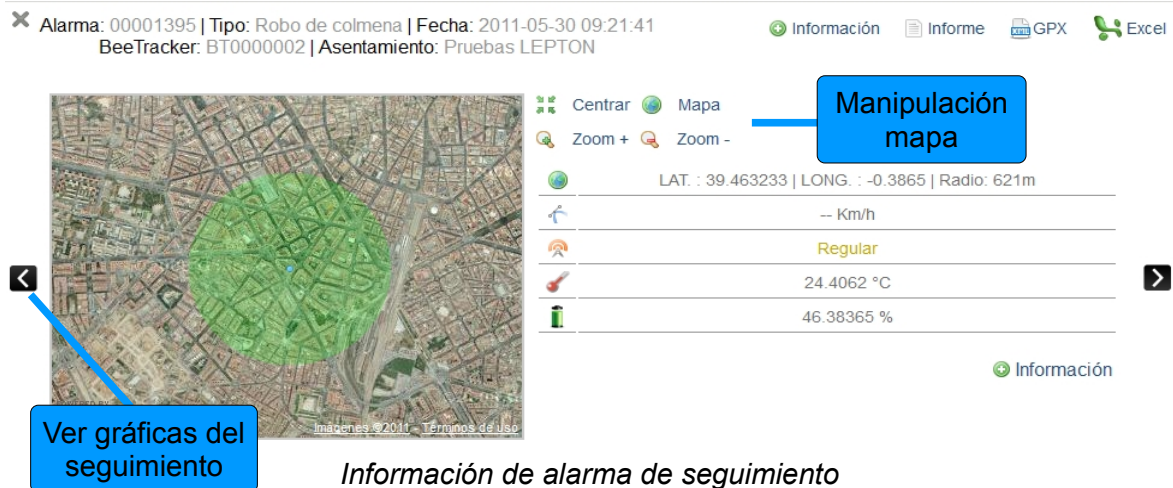 Alarma: 00001395 | Tipo: Robo de colmena | Fecha: 2011-05-30 09:21:41
BeeTracker: BT0000002 | Asentamiento: Pruebas LEPTON
Información
Informe
GPX
Excel
Centrar
Mapa
Zoom +
Zoom -
Manipulación
mapa
LAT. : 39.463233 | LONG. : -0.3865 | Radio: 621m
-- Km/h
Regular
24.4062 °C
46.38365 %
Información
POWERED BY
Imágenes ©2011 - Términos de uso
Ver gráficas del
seguimiento
Información de alarma de seguimiento